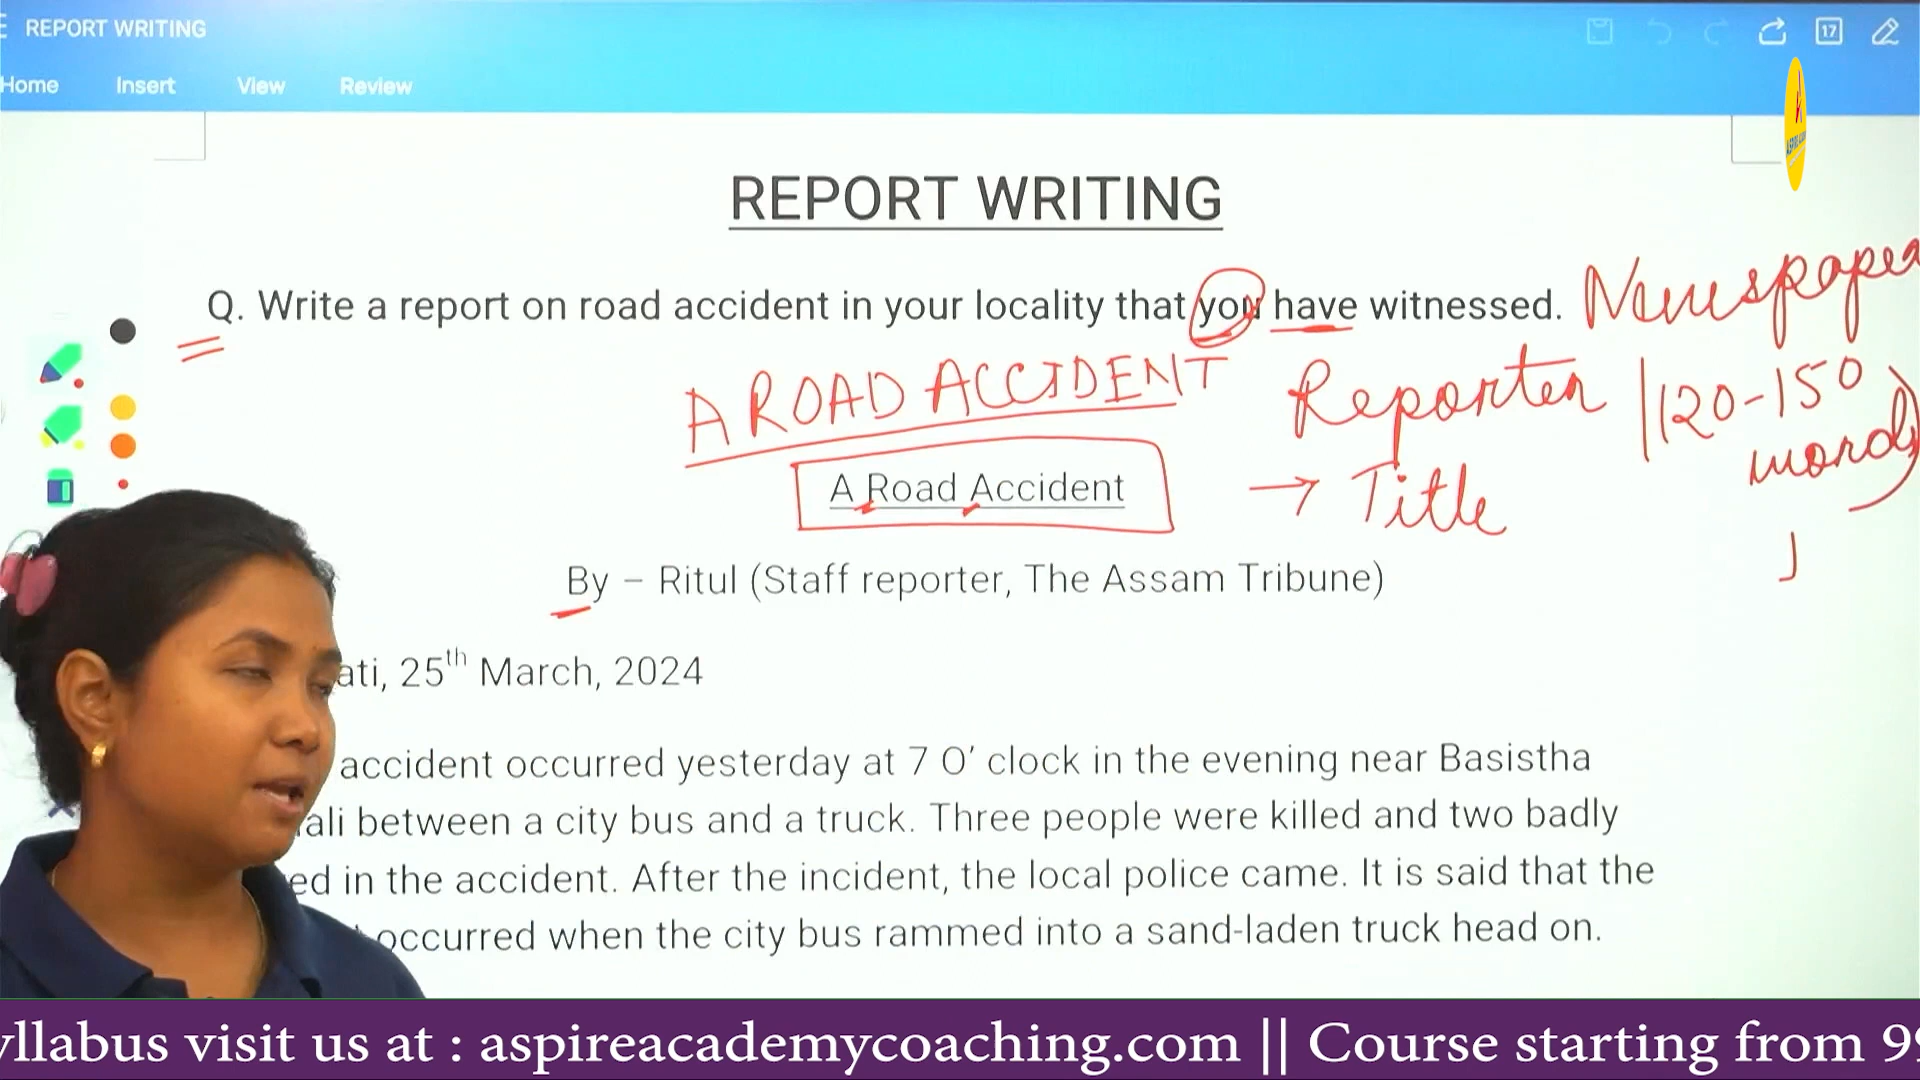 REPORT WRITING
17
Home Insert View Review
REPORT WRITING
Q. Write a report on road accident in your locality that you have witnessed. Newspaper
A ROAD ACCIDENT Reporter |120-150
words)
A Road Accident → Title
By – Ritul (Staff reporter, The Assam Tribune)
ati, 25th March, 2024
accident occurred yesterday at 7 O’ clock in the evening near Basistha
ali between a city bus and a truck. Three people were killed and two badly
ed in the accident. After the incident, the local police came. It is said that the
occurred when the city bus rammed into a sand-laden truck head on.
yllabus visit us at : aspireacademycoaching.com || Course starting from 99